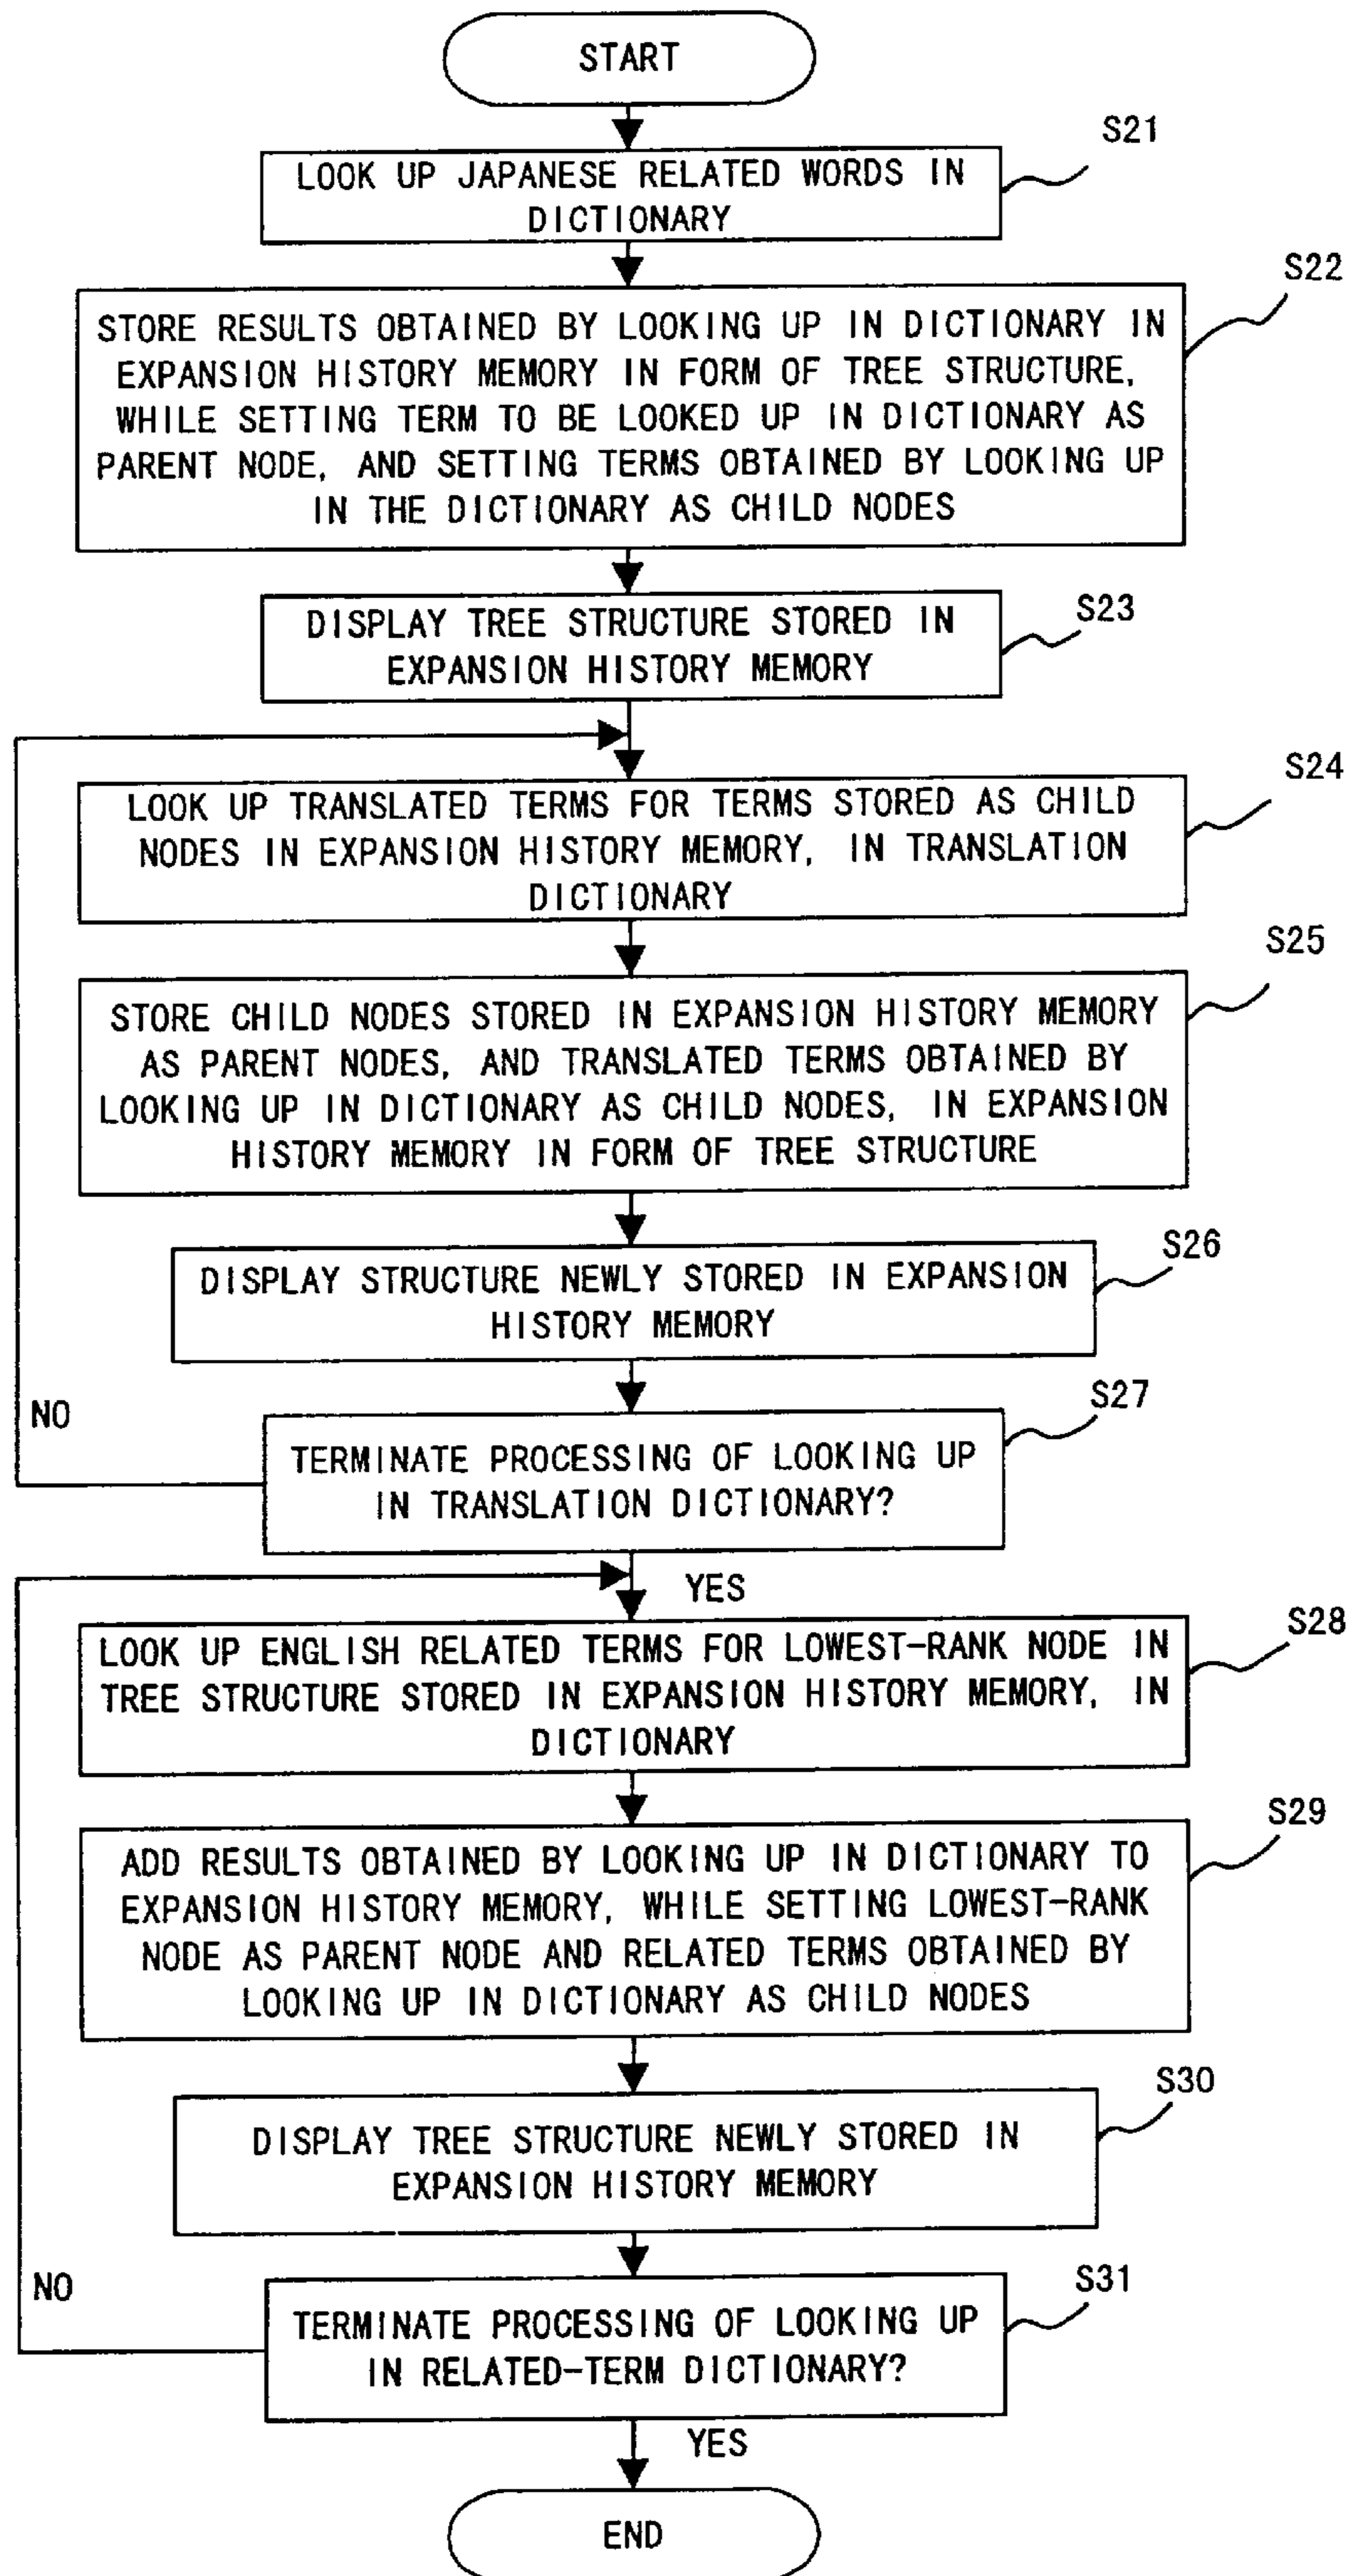 START
S21
LOOK UP JAPANESE RELATED WORDS IN
DICTIONARY
S22
STORE RESULTS OBTAINED BY LOOKING UP IN DICTIONARY IN
EXPANSION HISTORY MEMORY IN FORM OF TREE STRUCTURE,
WHILE SETTING TERM TO BE LOOKED UP IN DICTIONARY AS
PARENT NODE, AND SETTING TERMS OBTAINED BY LOOKING UP
IN THE DICTIONARY AS CHILD NODES
S23
DISPLAY TREE STRUCTURE STORED IN
EXPANSION HISTORY MEMORY
S24
LOOK UP TRANSLATED TERMS FOR TERMS STORED AS CHILD
NODES IN EXPANSION HISTORY MEMORY, IN TRANSLATION
DICTIONARY
S25
STORE CHILD NODES STORED IN EXPANSION HISTORY MEMORY
AS PARENT NODES, AND TRANSLATED TERMS OBTAINED BY
LOOKING UP IN DICTIONARY AS CHILD NODES, IN EXPANSION
HISTORY MEMORY IN FORM OF TREE STRUCTURE
S26
DISPLAY STRUCTURE NEWLY STORED IN EXPANSION
HISTORY MEMORY
S27
NO
TERMINATE PROCESSING OF LOOKING UP
IN TRANSLATION DICTIONARY?
YES
S28
LOOK UP ENGLISH RELATED TERMS FOR LOWEST-RANK NODE IN
TREE STRUCTURE STORED IN EXPANSION HISTORY MEMORY, IN
DICTIONARY
S29
ADD RESULTS OBTAINED BY LOOKING UP IN DICTIONARY TO
EXPANSION HISTORY MEMORY, WHILE SETTING LOWEST-RANK
NODE AS PARENT NODE AND RELATED TERMS OBTAINED BY
LOOKING UP IN DICTIONARY AS CHILD NODES
S30
DISPLAY TREE STRUCTURE NEWLY STORED IN
EXPANSION HISTORY MEMORY
S31
NO
TERMINATE PROCESSING OF LOOKING UP
IN RELATED-TERM DICTIONARY?
YES
END